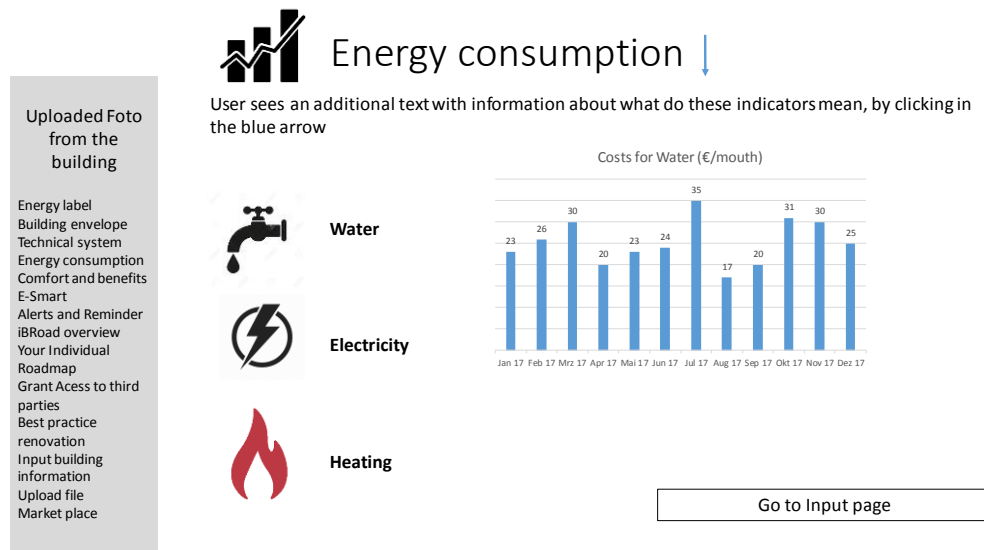 Energy consumption
User sees an additional text with information about what do these indicators mean, by clicking in
the blue arrow
Uploaded Foto
from the
building
Energy label
Building envelope
Technical system
Energy consumption
Comfort and benefits
E-Smart
Alerts and Reminder
iBRoad overview
Your Individual
Roadmap
Grant Acess to third
parties
Best practice
renovation
Input building
information
Upload file
Market place
Water
Electricity
Heating
Costs for Water (€/mouth)
23 26 30 20 23 24 35 17 20 31 30 25
Jan 17 Feb 17 Mrz 17 Apr 17 Mai 17 Jun 17 Jul 17 Aug 17 Sep 17 Okt 17 Nov 17 Dez 17
Go to Input page